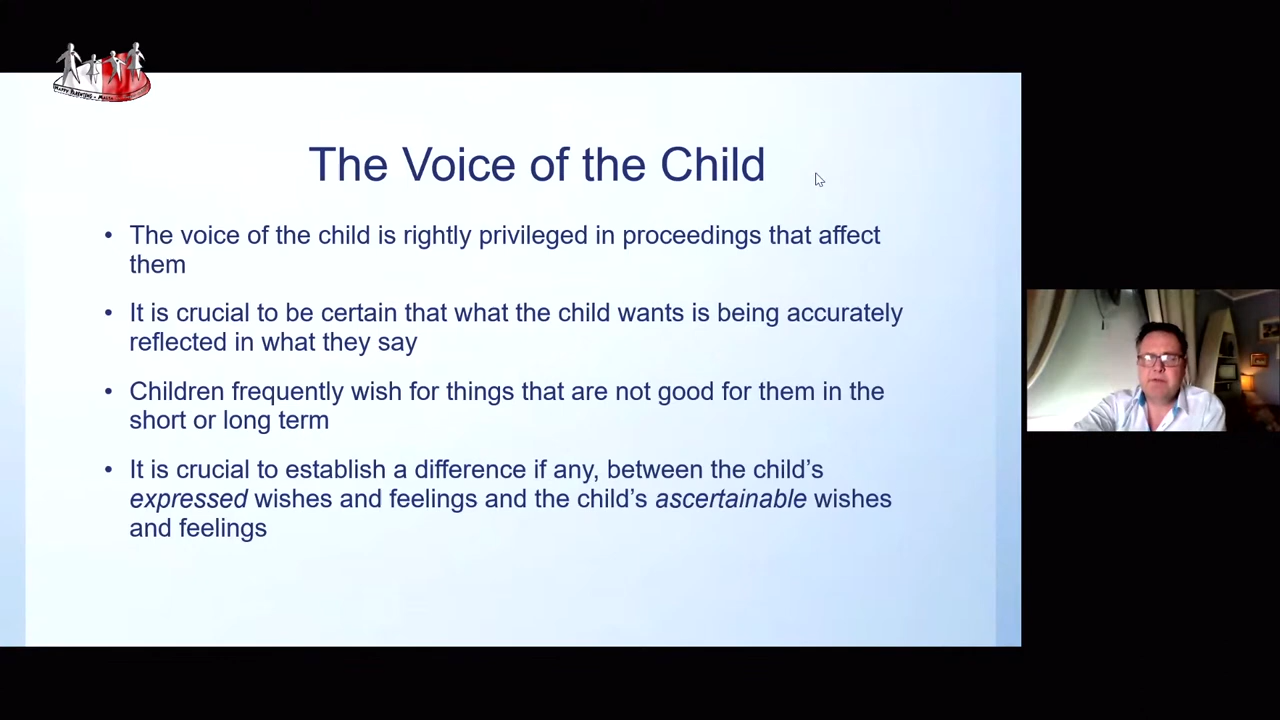 HAPPY PARENTING - MALTA
The Voice of the Child
• The voice of the child is rightly privileged in proceedings that affect
them
• It is crucial to be certain that what the child wants is being accurately
reflected in what they say
• Children frequently wish for things that are not good for them in the
short or long term
• It is crucial to establish a difference if any, between the child’s
expressed wishes and feelings and the child’s ascertainable wishes
and feelings